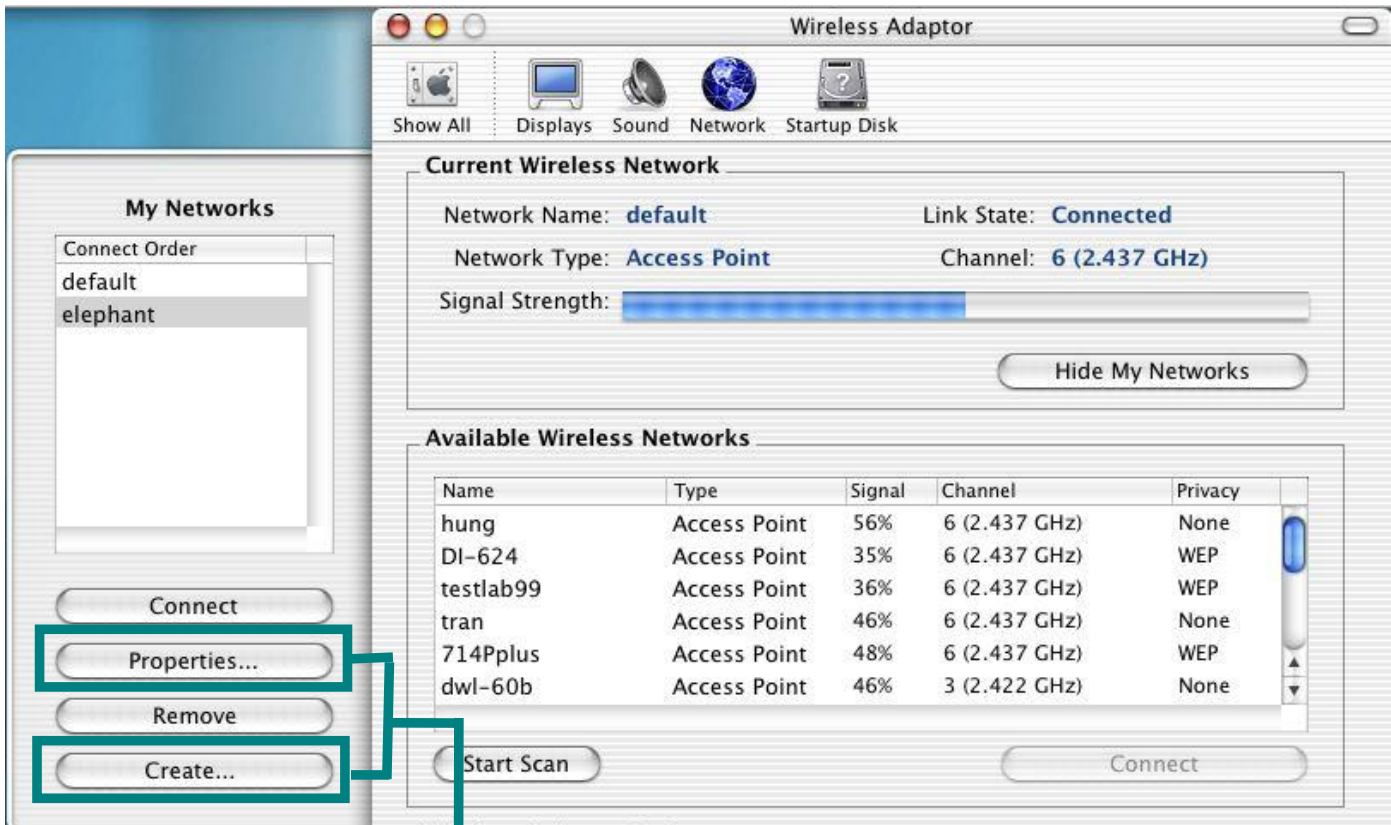 Wireless Adaptor
Show All Displays Sound Network Startup Disk
My Networks
Connect Order
default
elephant
Connect
Properties...
Remove
Create...
Current Wireless Network
Network Name: default Link State: Connected
Network Type: Access Point Channel: 6 (2.437 GHz)
Signal Strength:
Hide My Networks
Available Wireless Networks
Name Type Signal Channel Privacy
hung Access Point 56% 6 (2.437 GHz) None
DI-624 Access Point 35% 6 (2.437 GHz) WEP
testlab99 Access Point 36% 6 (2.437 GHz) WEP
tran Access Point 46% 6 (2.437 GHz) None
714Pplus Access Point 48% 6 (2.437 GHz) WEP
dwl-60b Access Point 46% 3 (2.422 GHz) None
Start Scan Connect